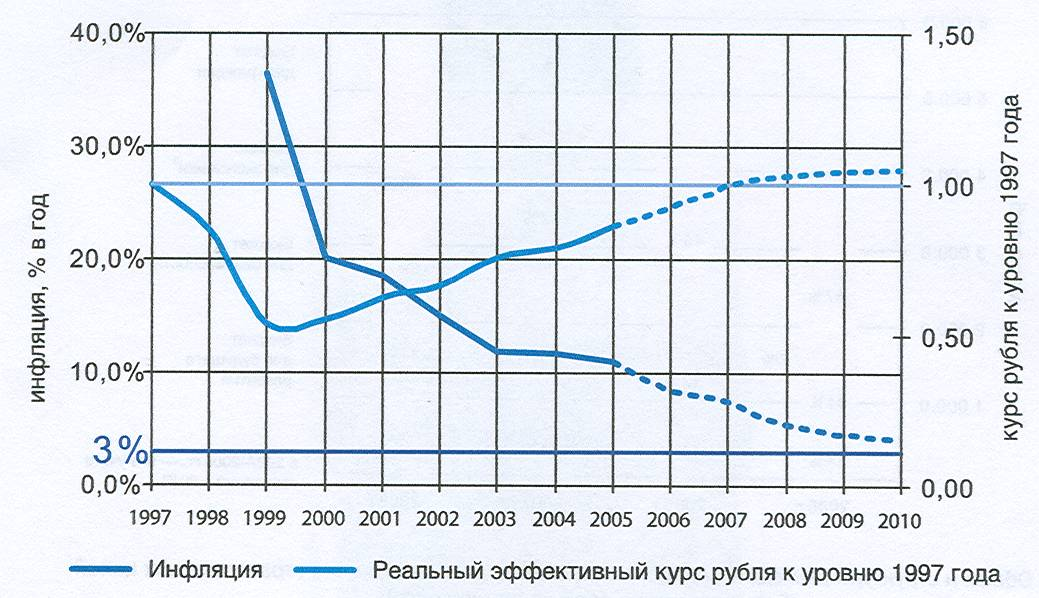 40,0%
1,50
30,0%
1,00
20,0%
0,50
10,0%
3%
0,0%
0,00
инфляция, % в год
курс рубля к уровню 1997 года
1997 1998 1999 2000 2001 2002 2003 2004 2005 2006 2007 2008 2009 2010
Инфляция
Реальный эффективный курс рубля к уровню 1997 года